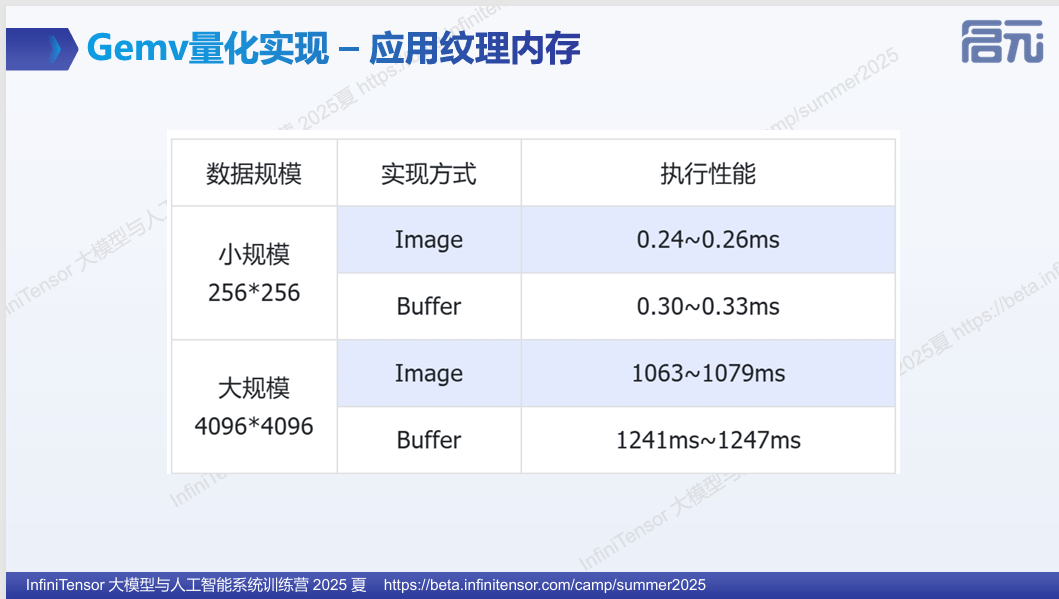 Gemv量化实现 – 应用纹理内存
启元
数据规模 实现方式 执行性能
小规模
256*256
Image 0.24~0.26ms
Buffer 0.30~0.33ms
大规模
4096*4096
Image 1063~1079ms
Buffer 1241ms~1247ms
InfiniTensor 大模型与人工智能系统训练营 2025 夏 https://beta.infinitensor.com/camp/summer2025